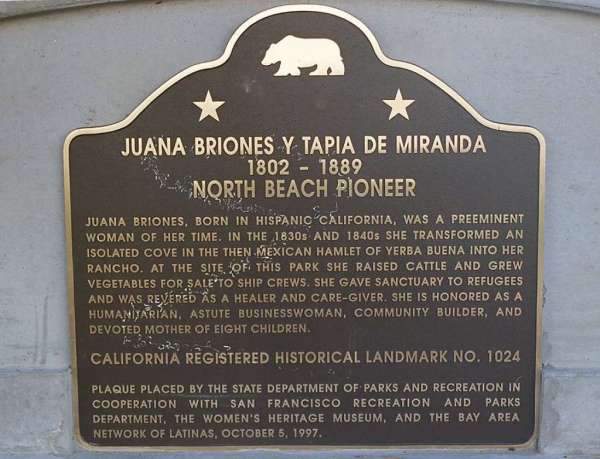 JUANA BRIONES Y TAPIA DE MIRANDA
1802 – 1889
NORTH BEACH PIONEER
JUANA BRIONES, BORN IN HISPANIC CALIFORNIA, WAS A PREEMINENT
WOMAN OF HER TIME. IN THE 1830s AND 1840s SHE TRANSFORMED AN
ISOLATED COVE IN THE THEN MEXICAN HAMLET OF YERBA BUENA INTO HER
RANCHO. AT THE SITE OF THIS PARK SHE RAISED CATTLE AND GREW
VEGETABLES FOR SALE TO SHIP CREWS. SHE GAVE SANCTUARY TO REFUGEES
AND WAS REVERED AS A HEALER AND CARE-GIVER. SHE IS HONORED AS A
HUMANITARIAN, ASTUTE BUSINESSWOMAN, COMMUNITY BUILDER, AND
DEVOTED MOTHER OF EIGHT CHILDREN.
CALIFORNIA REGISTERED HISTORICAL LANDMARK NO. 1024
PLAQUE PLACED BY THE STATE DEPARTMENT OF PARKS AND RECREATION IN
COOPERATION WITH SAN FRANCISCO RECREATION AND PARKS
DEPARTMENT, THE WOMEN'S HERITAGE MUSEUM, AND THE BAY AREA
NETWORK OF LATINAS, OCTOBER 5, 1997.